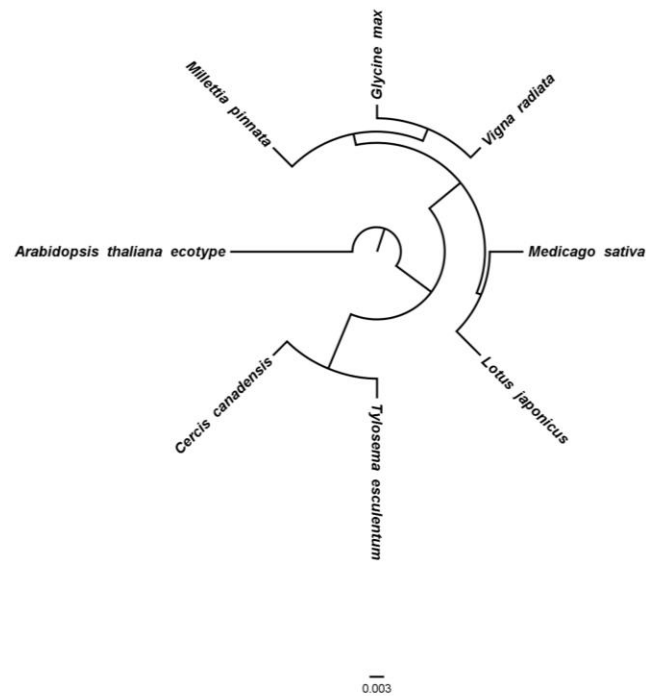 Glycine max
Millettia pinnata
Vigna radiata
Arabidopsis thaliana ecotype
Medicago sativa
Cercis canadensis
Lotus japonicus
Tylosema esculentum
0.003